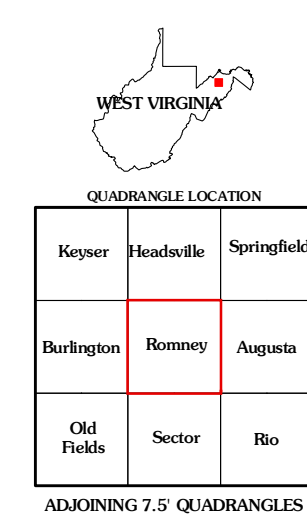 WEST VIRGINIA
QUADRANGLE LOCATION
Keyser Headsville Springfield
Burlington Romney Augusta
Old
Fields Sector Rio
ADJOINING 7.5' QUADRANGLES